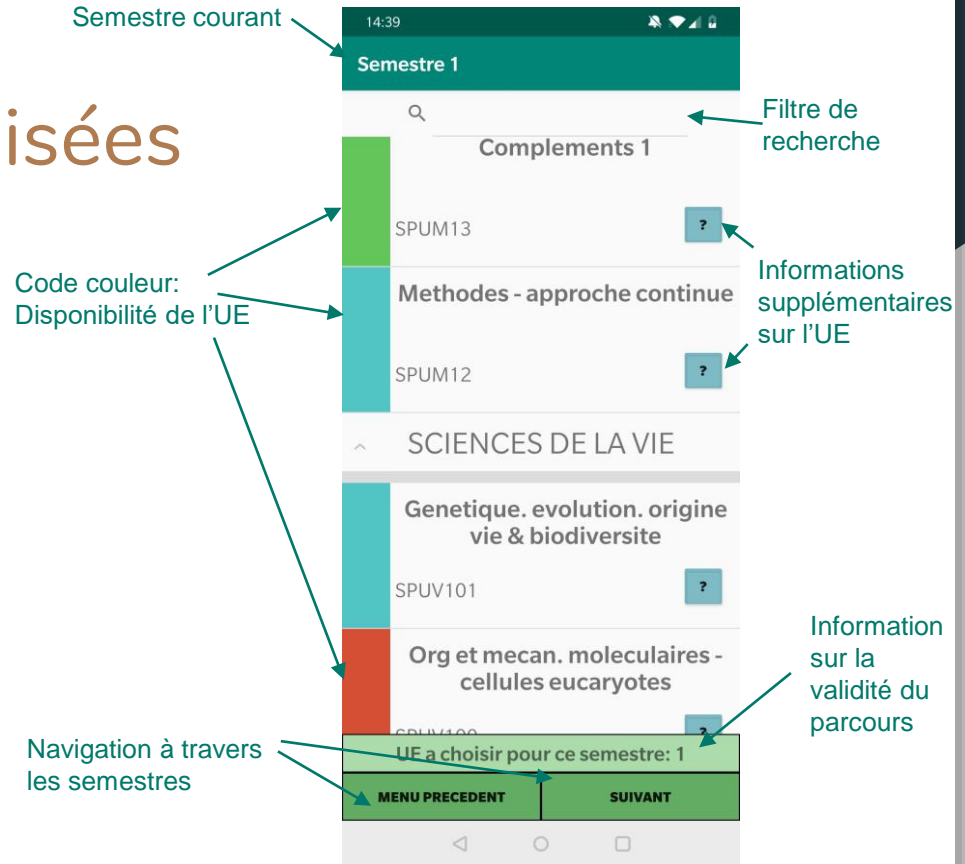 Semestre courant
14:39
Semestre 1
isées
Filtre de
recherche
Complements 1
SPUM13
?
Code couleur:
Disponibilité de l'UE
Informations
supplémentaires
sur l'UE
Methodes - approche continue
SPUM12
?
SCIENCES DE LA VIE
Genetique. evolution. origine
vie & biodiversite
SPUV101
?
Org et mecan. moleculaires -
cellules eucaryotes
?
Information
sur la
validité du
parcours
UE a choisir pour ce semestre: 1
Navigation à travers
les semestres
MENU PRECEDENT
SUIVANT